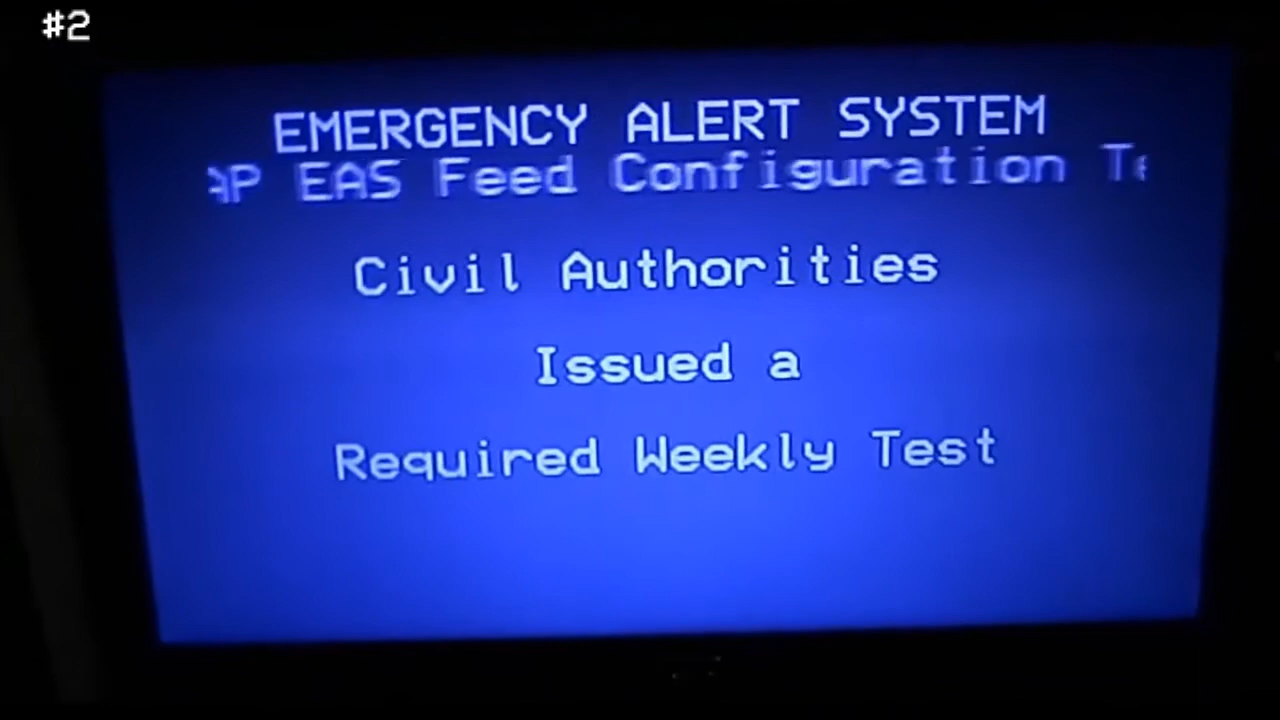 #2
EMERGENCY ALERT SYSTEM
EAS Feed Configuration
Civil Authorities
Issued a
Required Weekly Test